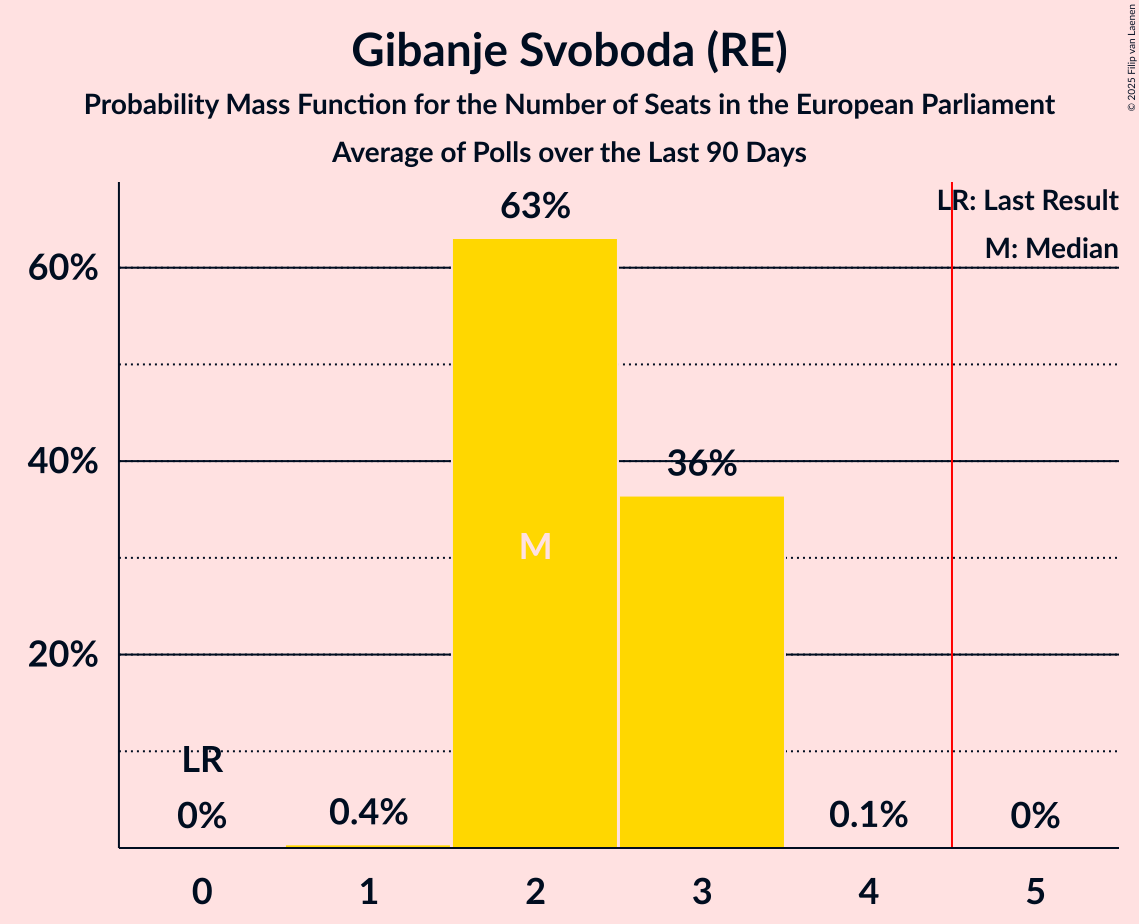 Gibanje Svoboda (RE)
Probability Mass Function for the Number of Seats in the European Parliament
Average of Polls over the Last 90 Days
© 2025 Filip van Laenen
LR: Last Result
M: Median
63%
60%
36%
40%
M
20%
LR
0%
0.4%
0.1%
0%
0 1 2 3 4 5